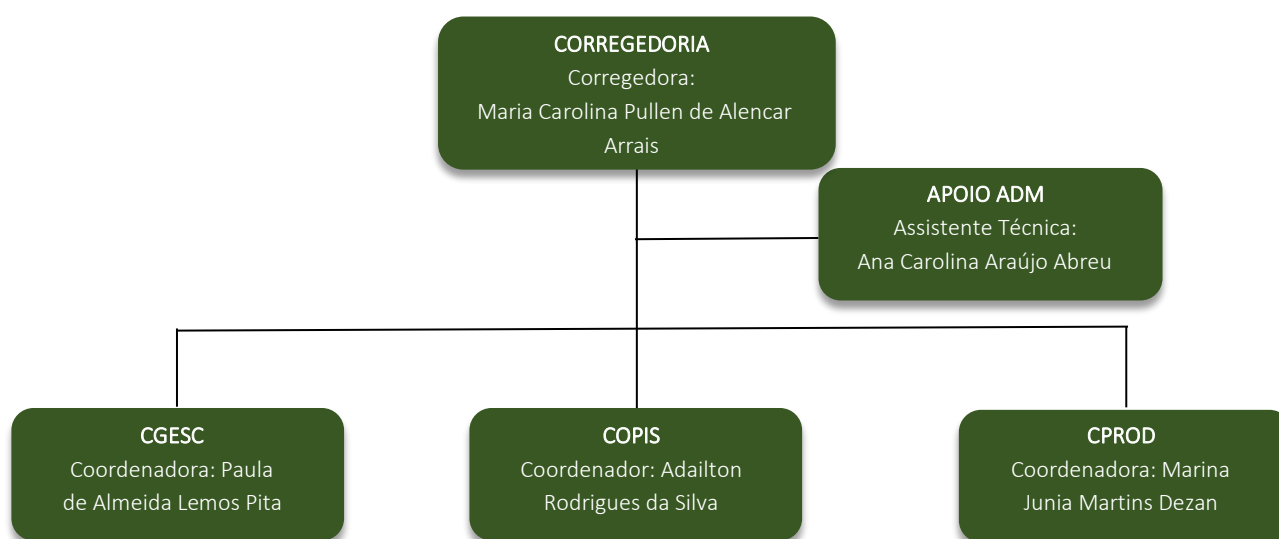 CORREGEDORIA
Corregedora:
Maria Carolina Pullen de Alencar
Arrais
APOIO ADM
Assistente Técnica:
Ana Carolina Araújo Abreu
CGESC
Coordenadora: Paula
de Almeida Lemos Pita
COPIS
Coordenador: Adailton
Rodrigues da Silva
CPROD
Coordenadora: Marina
Junia Martins Dezan